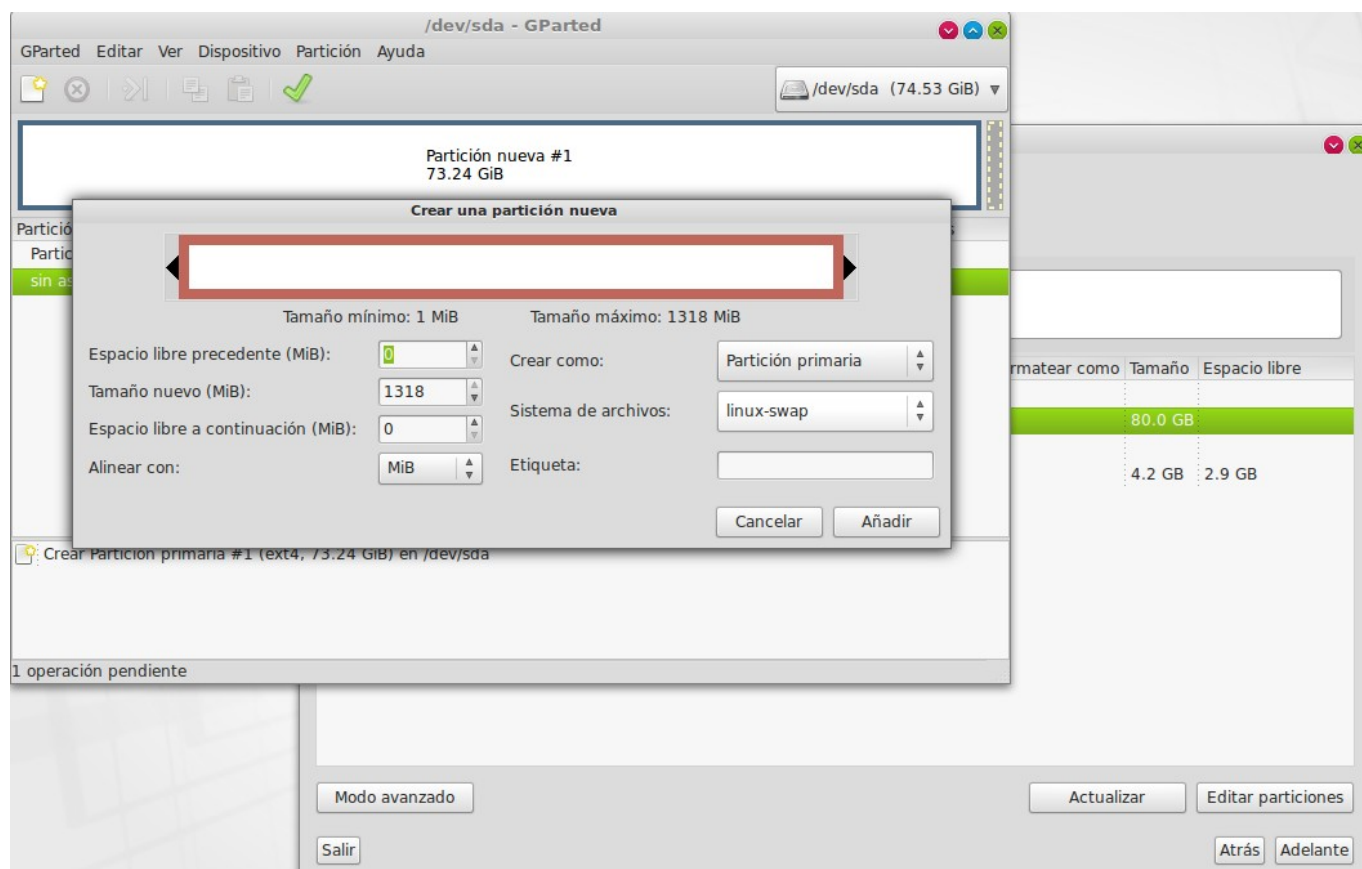 /dev/sda - GParted
GParted Editar Ver Dispositivo Partición Ayuda
/dev/sda (74.53 GiB)
Partición nueva #1
73.24 GiB
Crear una partición nueva
Partició
Partic
sin as
Tamaño mínimo: 1 MiB Tamaño máximo: 1318 MiB
Espacio libre precedente (MiB): 0 Crear como: Partición primaria
Tamaño nuevo (MiB): 1318
Sistema de archivos: linux-swap
Espacio libre a continuación (MiB): 0
Alinear con: MiB Etiqueta:
Cancelar Añadir
Crear Partición primaria #1 (ext4, 73.24 GiB) en /dev/sda
1 operación pendiente
rmatear como Tamaño Espacio libre
80.0 GB
4.2 GB 2.9 GB
Modo avanzado Actualizar Editar particiones
Salir Atrás Adelante